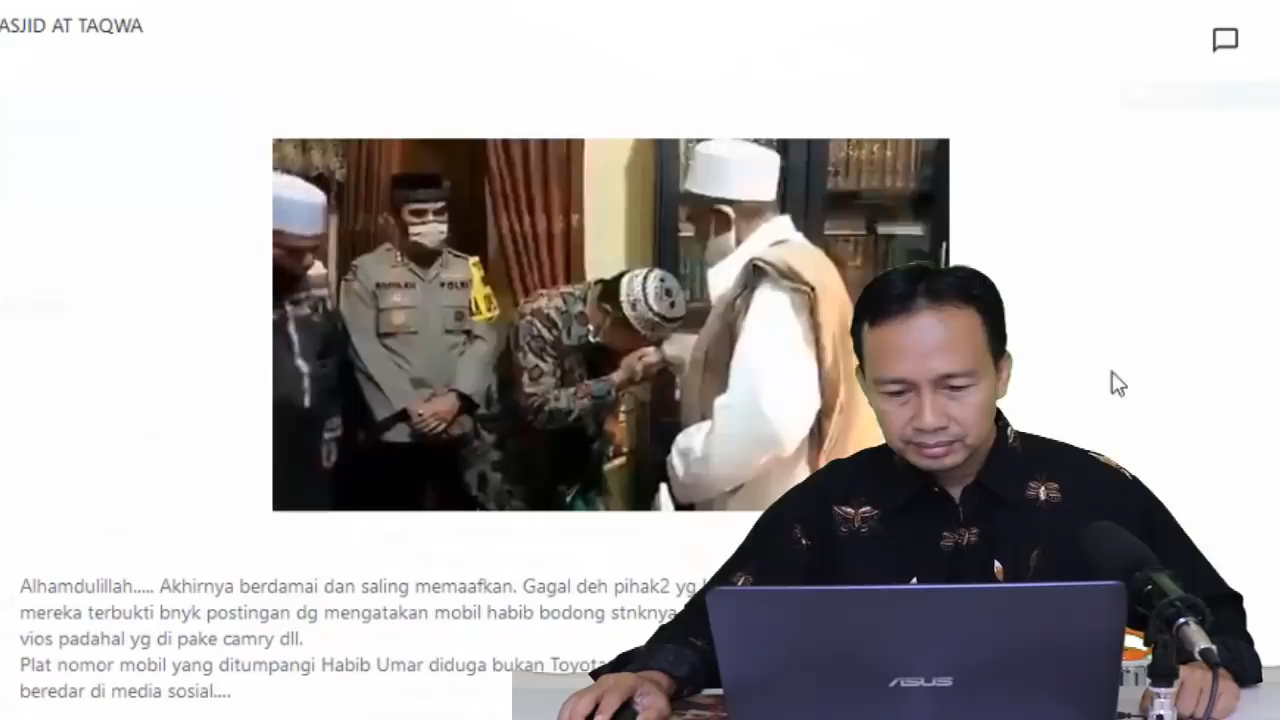 ASJID AT TAQWA
POLRI
Alhamdulillah..... Akhirnya berdamai dan saling memaafkan. Gagal deh pihak2 yg
mereka terbukti bnyk postingan dg mengatakan mobil habib bodong stnknya
vios padahal yg di pake camry dll.
Plat nomor mobil yang ditumpangi Habib Umar diduga bukan Toyota
beredar di media sosial....
ASUS